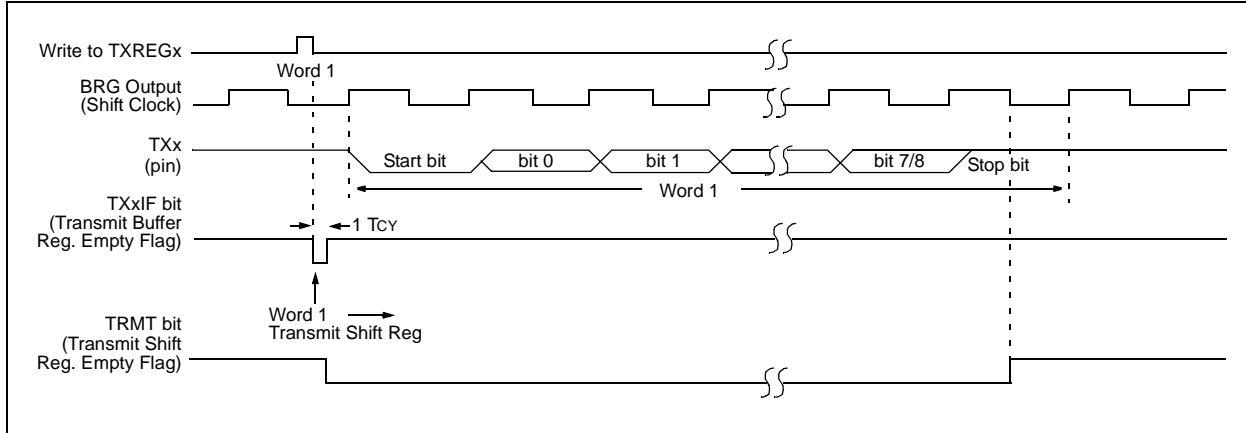 Write to TXREGx
Word 1
BRG Output
(Shift Clock)
TXx
(pin)
Start bit
bit 0
bit 1
bit 7/8
Stop bit
Word 1
TXxIF bit
(Transmit Buffer
Reg. Empty Flag)
1 TCY
Word 1
Transmit Shift Reg
TRMT bit
(Transmit Shift
Reg. Empty Flag)